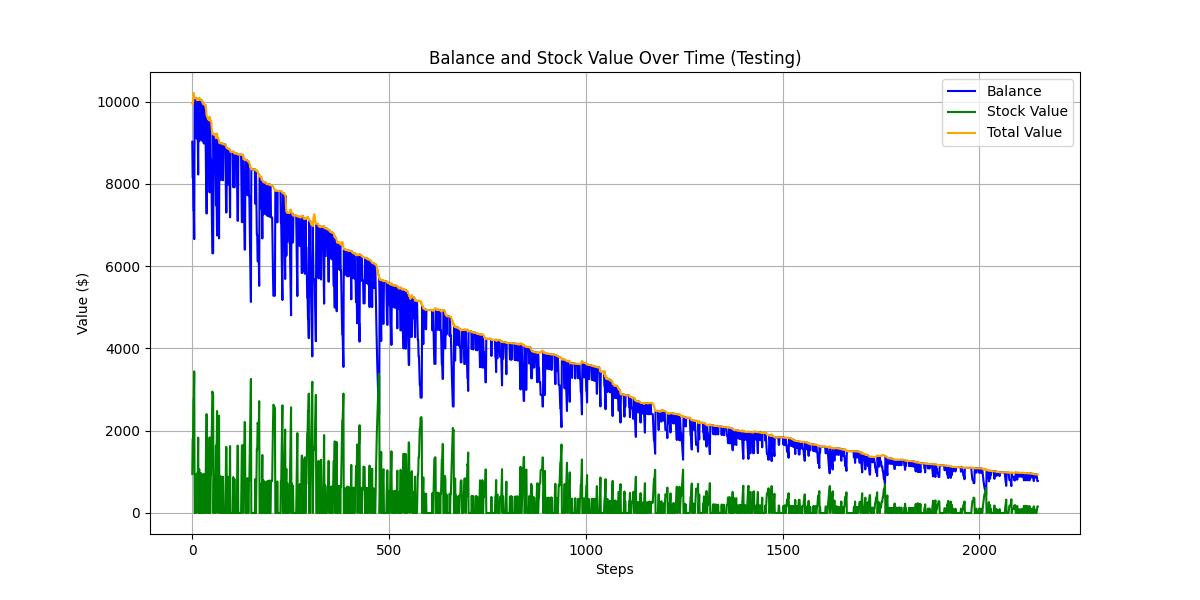 Balance and Stock Value Over Time (Testing)
Balance
Stock Value
Total Value
Value ($)
10000
8000
6000
4000
2000
0
0 500 1000 1500 2000
Steps